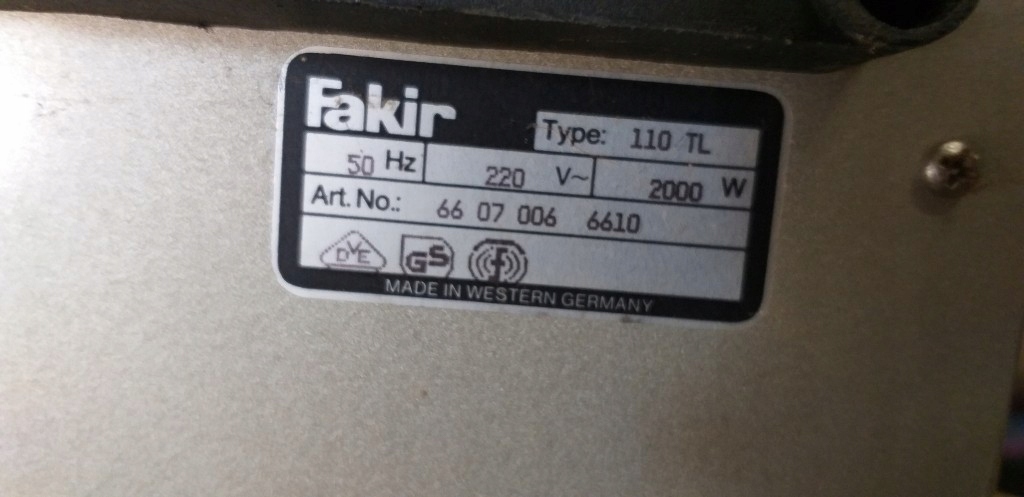 Fakir
Type: 110 TL
50 Hz 220 V~ 2000 W
Art. No.: 66 07 006 6610
DVE GS F
MADE IN WESTERN GERMANY